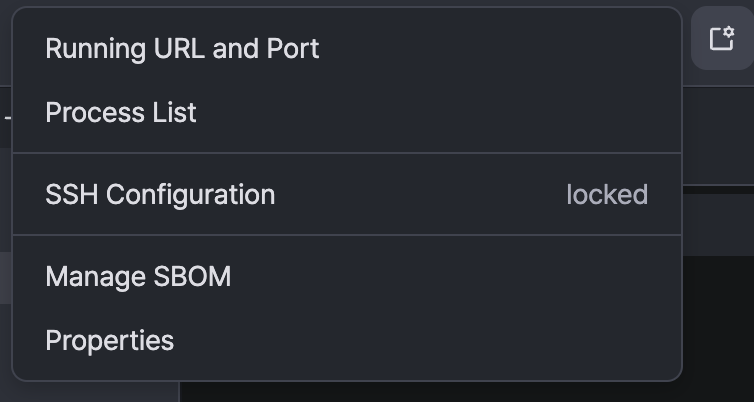 Running URL and Port
Process List
SSH Configuration locked
Manage SBOM
Properties